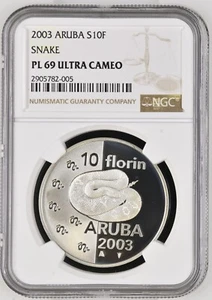 2003 ARUBA S10F
SNAKE
PL 69 ULTRA CAMEO
2905782-005
NUMISMATIC GUARANTY COMPANY
NGC
10 florin
ARUBA
2003